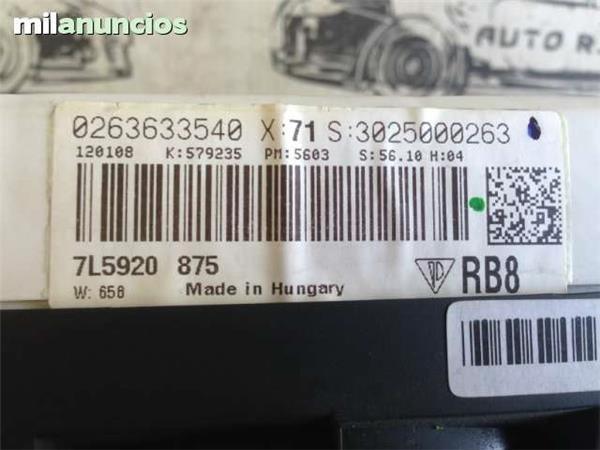 milanuncios
AUTO R.
0263633540 X:71 S:3025000263
120108 K:579235 PM:5603 S:56.10 H:04
7L5920 875
RB8
W: 658 Made in Hungary